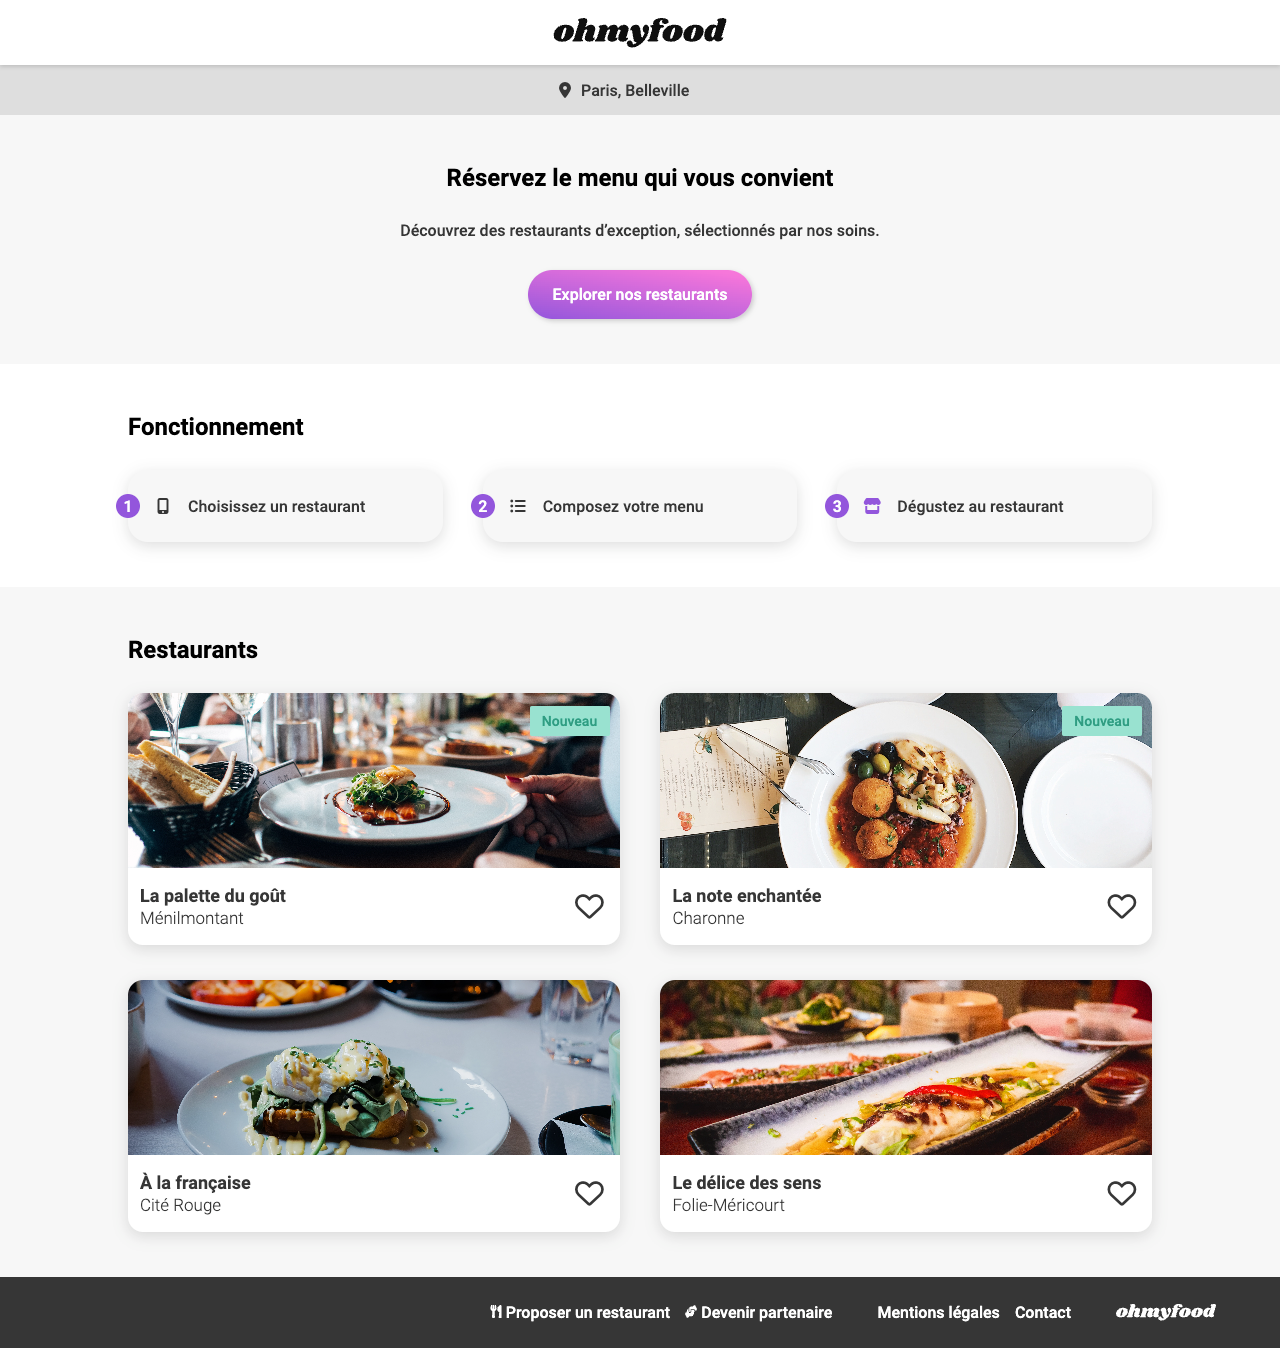 ohmyfood
Paris, Belleville
Réservez le menu qui vous convient
Découvrez des restaurants d’exception, sélectionnés par nos soins.
Explorer nos restaurants
Fonctionnement
1 Choisissez un restaurant
2 Composez votre menu
3 Dégustez au restaurant
Restaurants
Nouveau
La palette du goût
Ménilmontant
Nouveau
THE BITE
La note enchantée
Charonne
À la française
Cité Rouge
Le délice des sens
Folie-Méricourt
Proposer un restaurant Devenir partenaire Mentions légales Contact ohmyfood